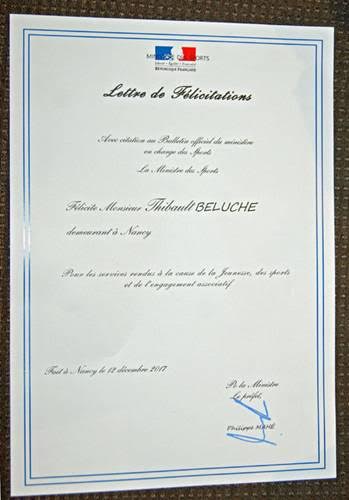 MINISTÈRE DES SPORTS
Liberté • Égalité • Fraternité
RÉPUBLIQUE FRANÇAISE
Lettre de Félicitations
Avec citation au Bulletin officiel du ministère
en charge des Sports
La Ministre des Sports
Félicite Monsieur Thibault BELUCHE
demeurant à Nancy
Pour les services rendus à la cause de la Jeunesse, des sports
et de l'engagement associatif
Fait à Nancy le 12 décembre 2017
P/. la Ministre
Le préfet,
Philippe MAHÉ